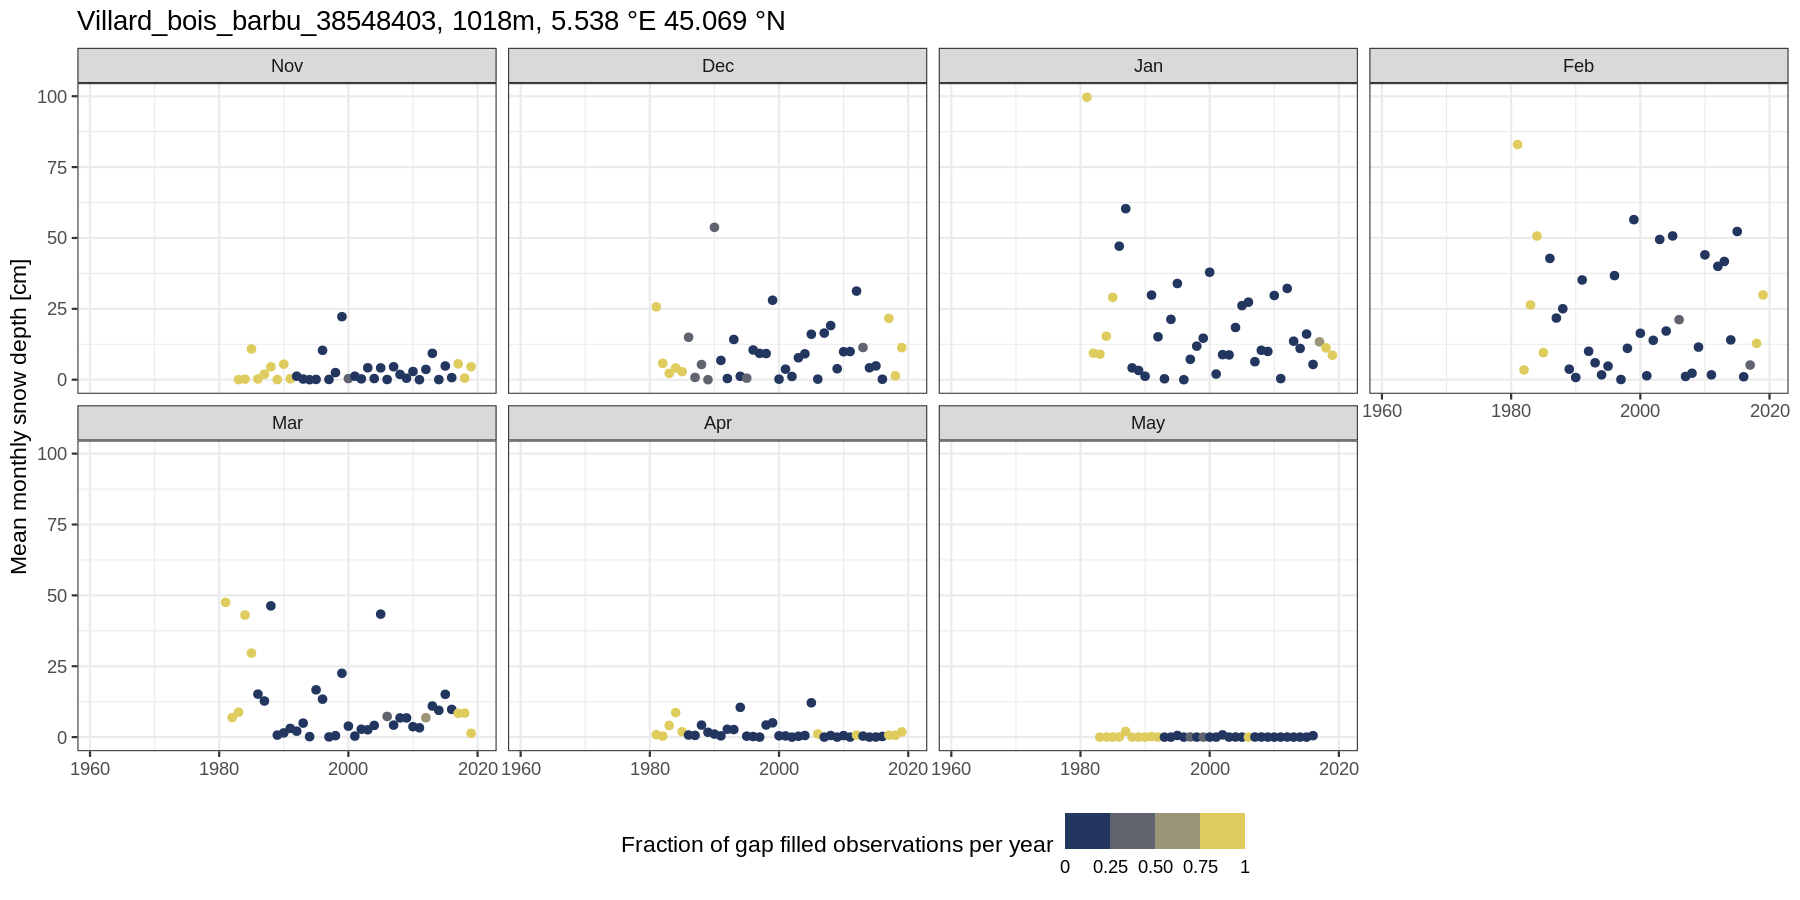 Villard_bois_barbu_38548403, 1018m, 5.538 °E 45.069 °N
Nov Dec Jan Feb
100
75
50
25
0
1960 1980 2000 2020
Mar Apr May
100
75
50
25
0
1960 1980 2000 2020 1960 1980 2000 2020 1960 1980 2000 2020
Mean monthly snow depth [cm]
Fraction of gap filled observations per year
0 0.25 0.50 0.75 1